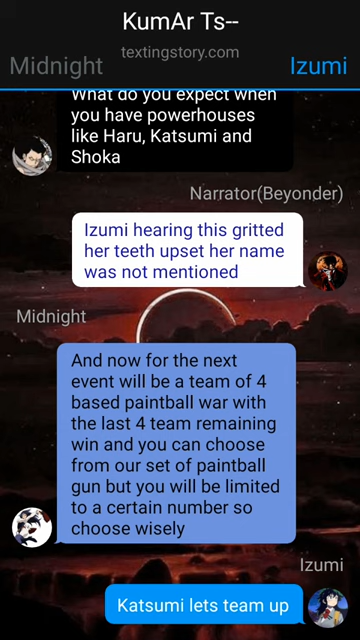 KumAr Ts--
textingstory.com
Midnight
Izumi
What do you expect when
you have powerhouses
like Haru, Katsumi and
Shoka
Narrator(Beyonder)
Izumi hearing this gritted
her teeth upset her name
was not mentioned
Midnight
And now for the next
event will be a team of 4
based paintball war with
the last 4 team remaining
win and you can choose
from our set of paintball
gun but you will be limited
to a certain number so
choose wisely
Izumi
Katsumi lets team up